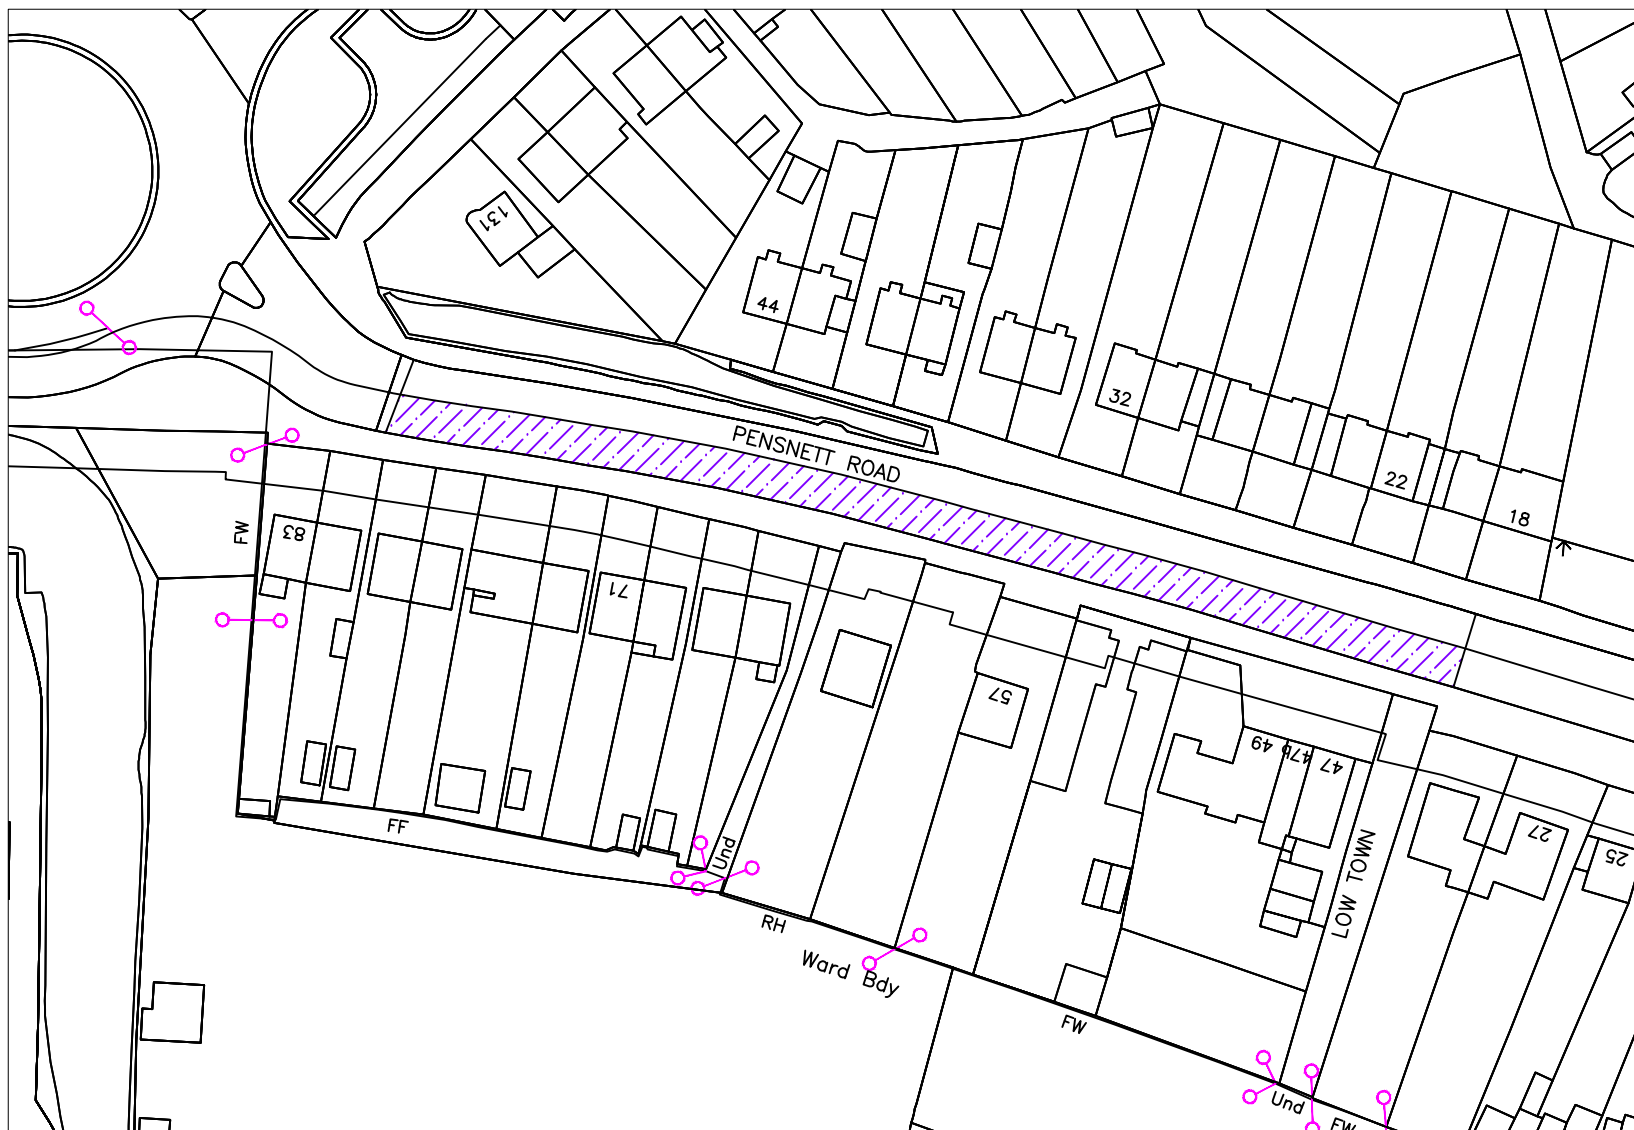 131
44
32
22
18
PENSNETT ROAD
FW
83
71
57
49
47b
47
27
25
FF
Und
RH
Ward Bdy
LOW TOWN
FW
Und
FW